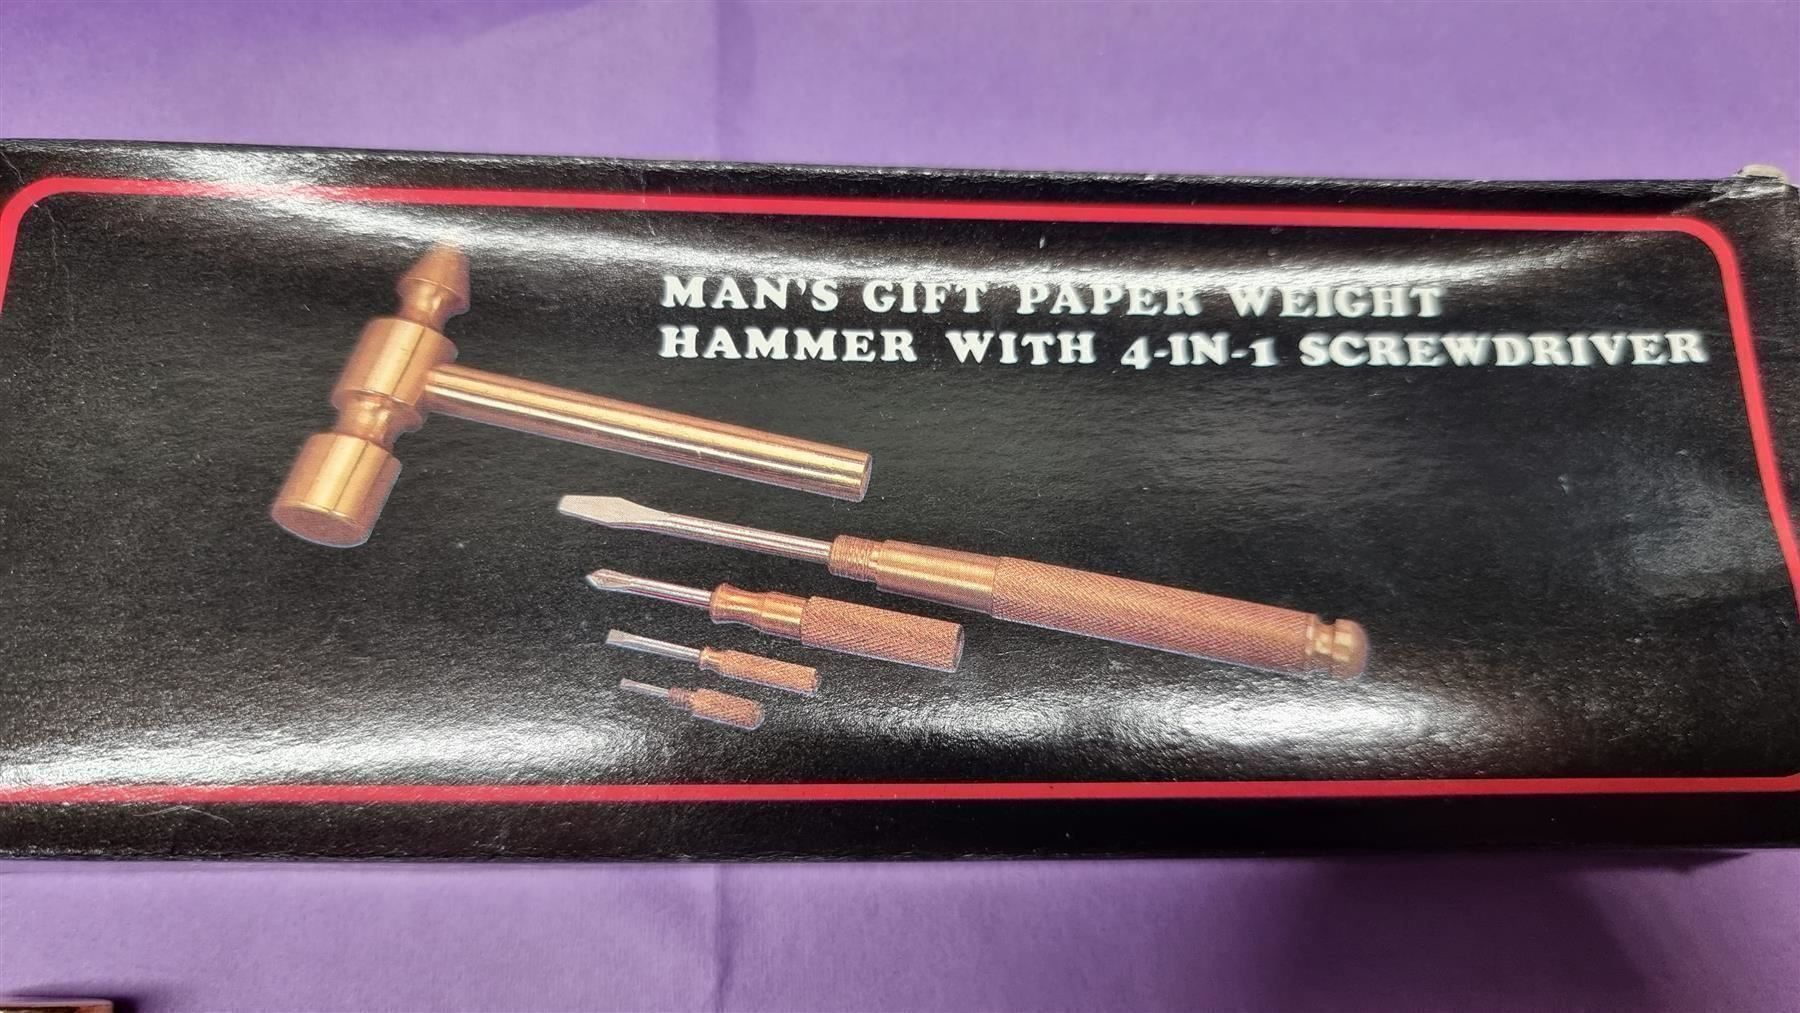 MAN'S GIFT PAPER WEIGHT
HAMMER WITH 4-IN-1 SCREWDRIVER